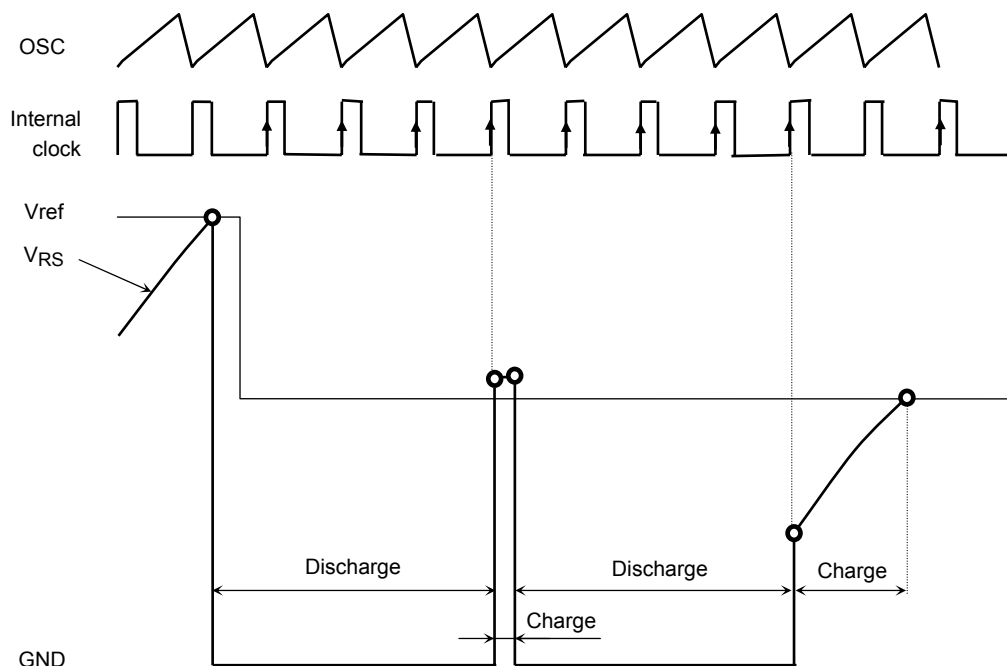 OSC
Internal
clock
Vref
VRS
Discharge
Discharge
Charge
Charge
GND